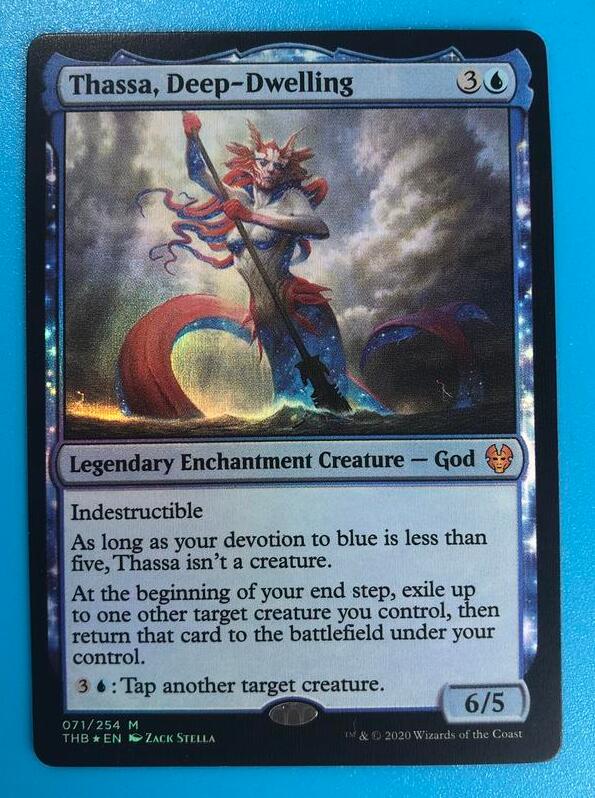 Thassa, Deep-Dwelling 3
Legendary Enchantment Creature — God
Indestructible
As long as your devotion to blue is less than
five, Thassa isn't a creature.
At the beginning of your end step, exile up
to one other target creature you control, then
return that card to the battlefield under your
control.
3 : Tap another target creature.
6/5
071/254 M
THB★EN ZACK STELLA
™ & © 2020 Wizards of the Coast